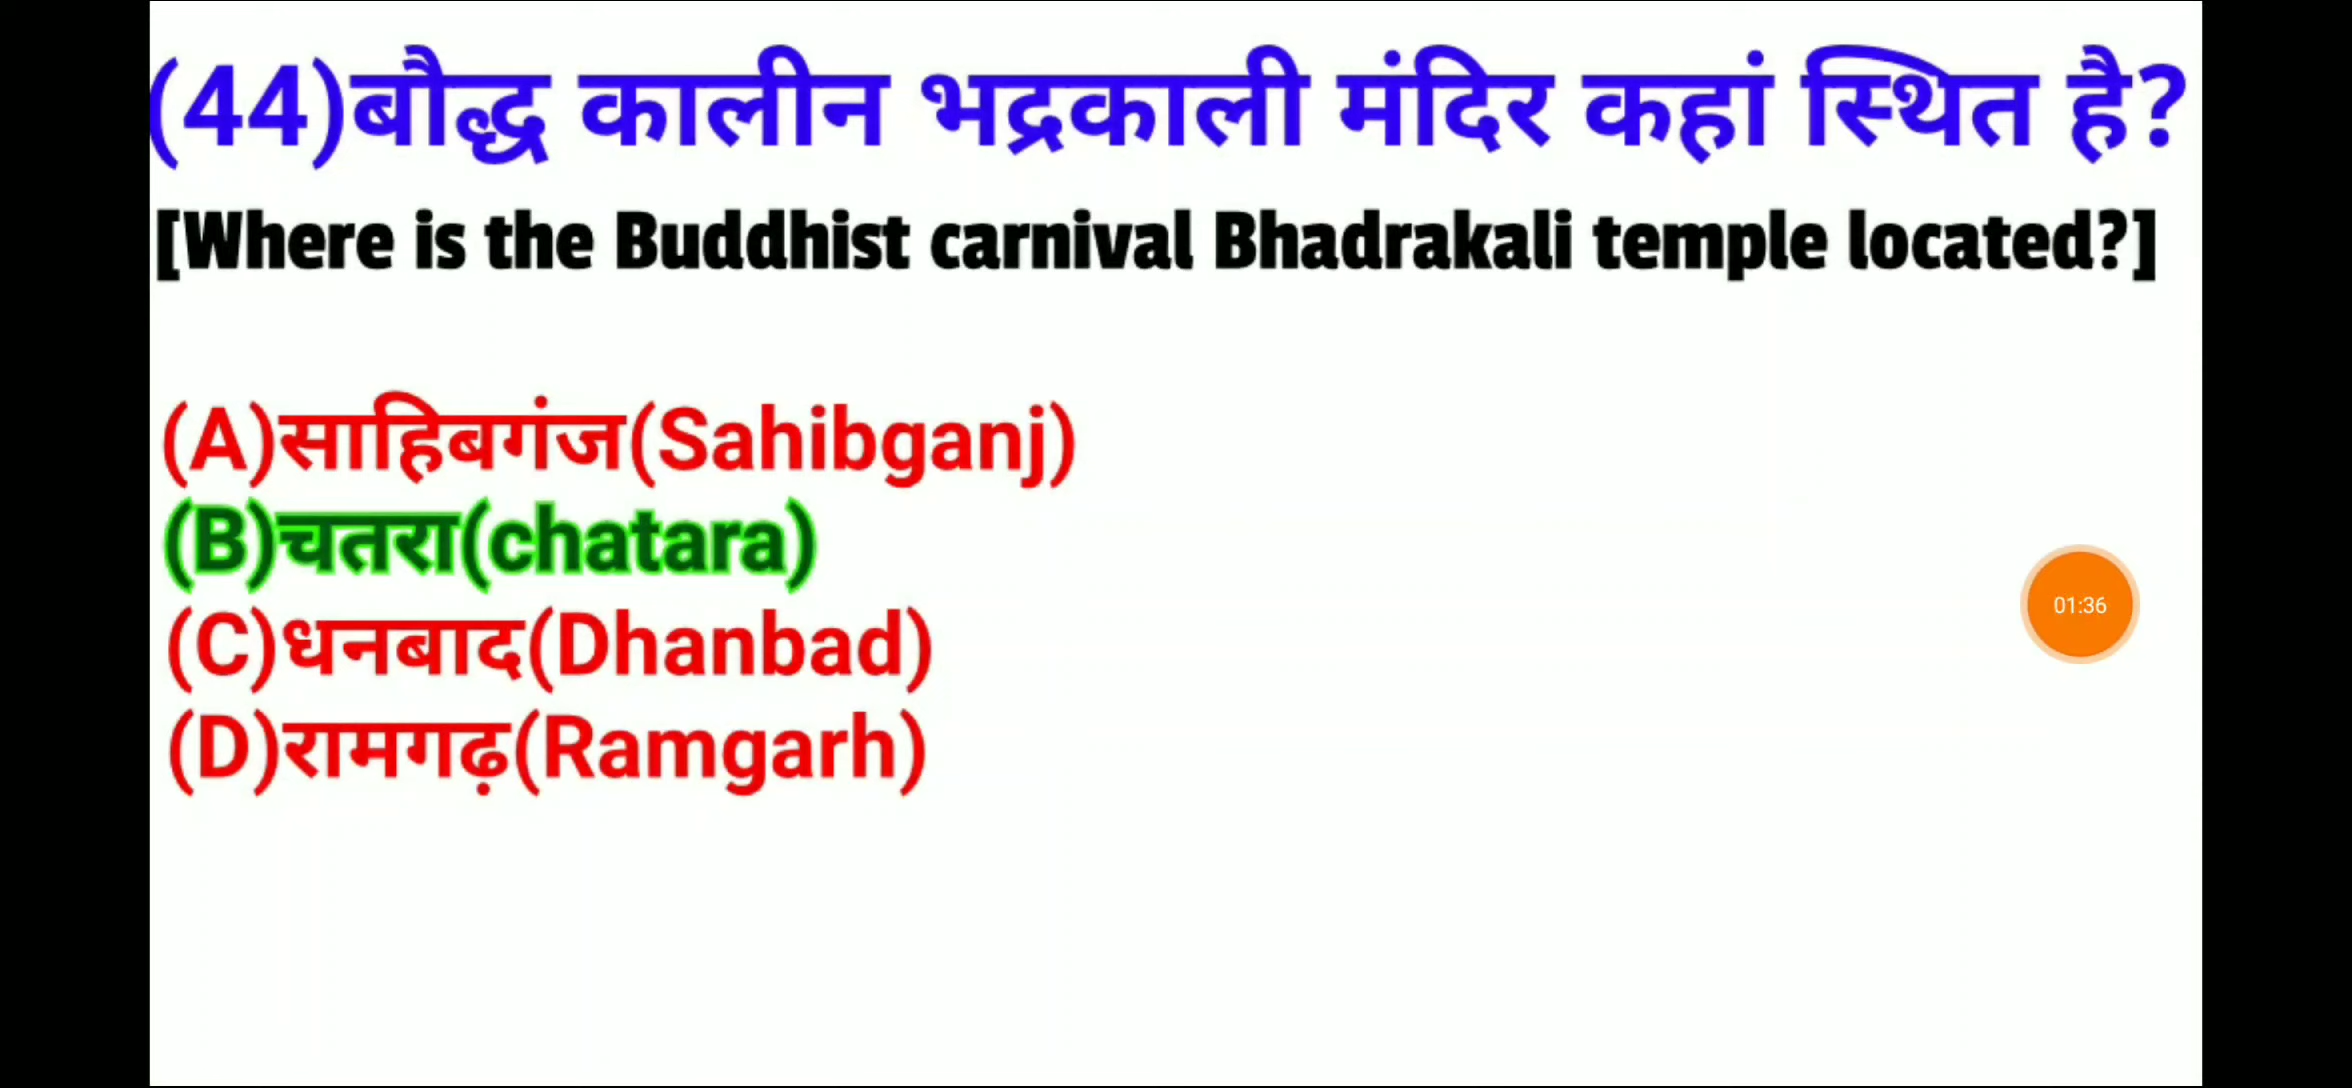 (44)बौद्ध कालीन भद्रकाली मंदिर कहां स्थित है?
[Where is the Buddhist carnival Bhadrakali temple located?]
(A)साहिबगंज(Sahibganj)
(B)चतरा(chatara)
(C)धनबाद(Dhanbad)
(D)रामगढ़(Ramgarh)
01:36